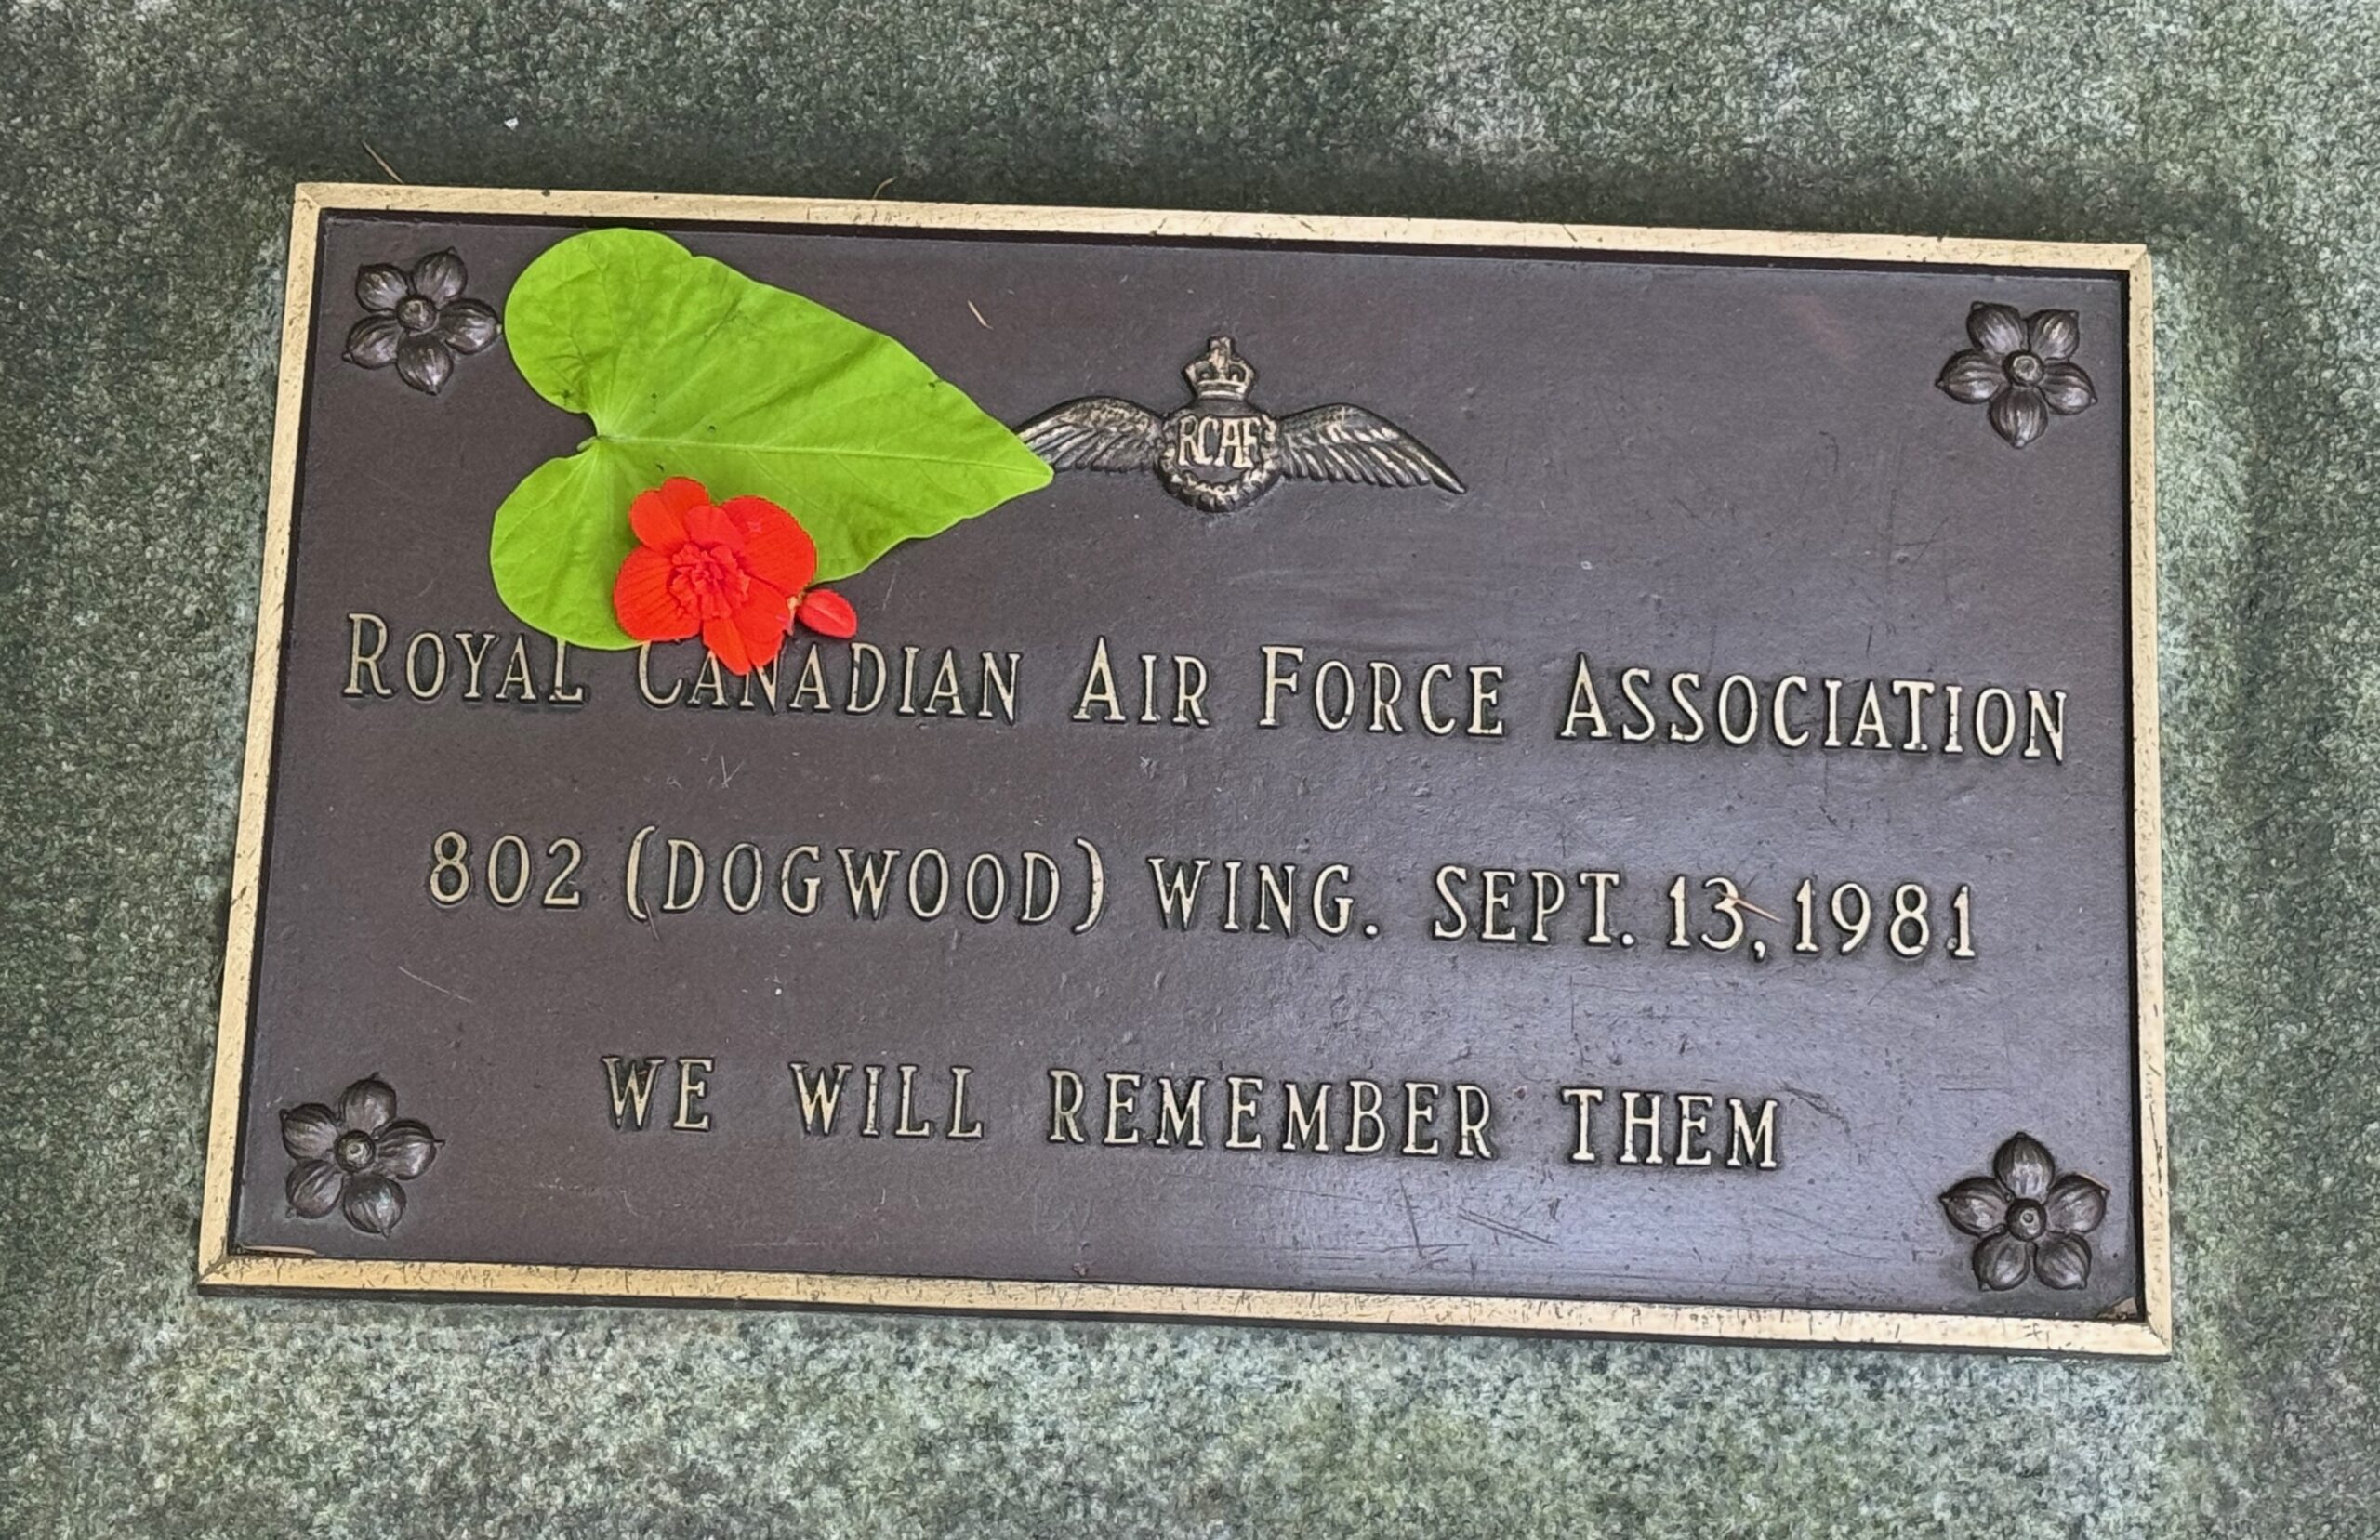 RCAF
ROYAL CANADIAN AIR FORCE ASSOCIATION
802 (DOGWOOD) WING. SEPT. 13, 1981
WE WILL REMEMBER THEM